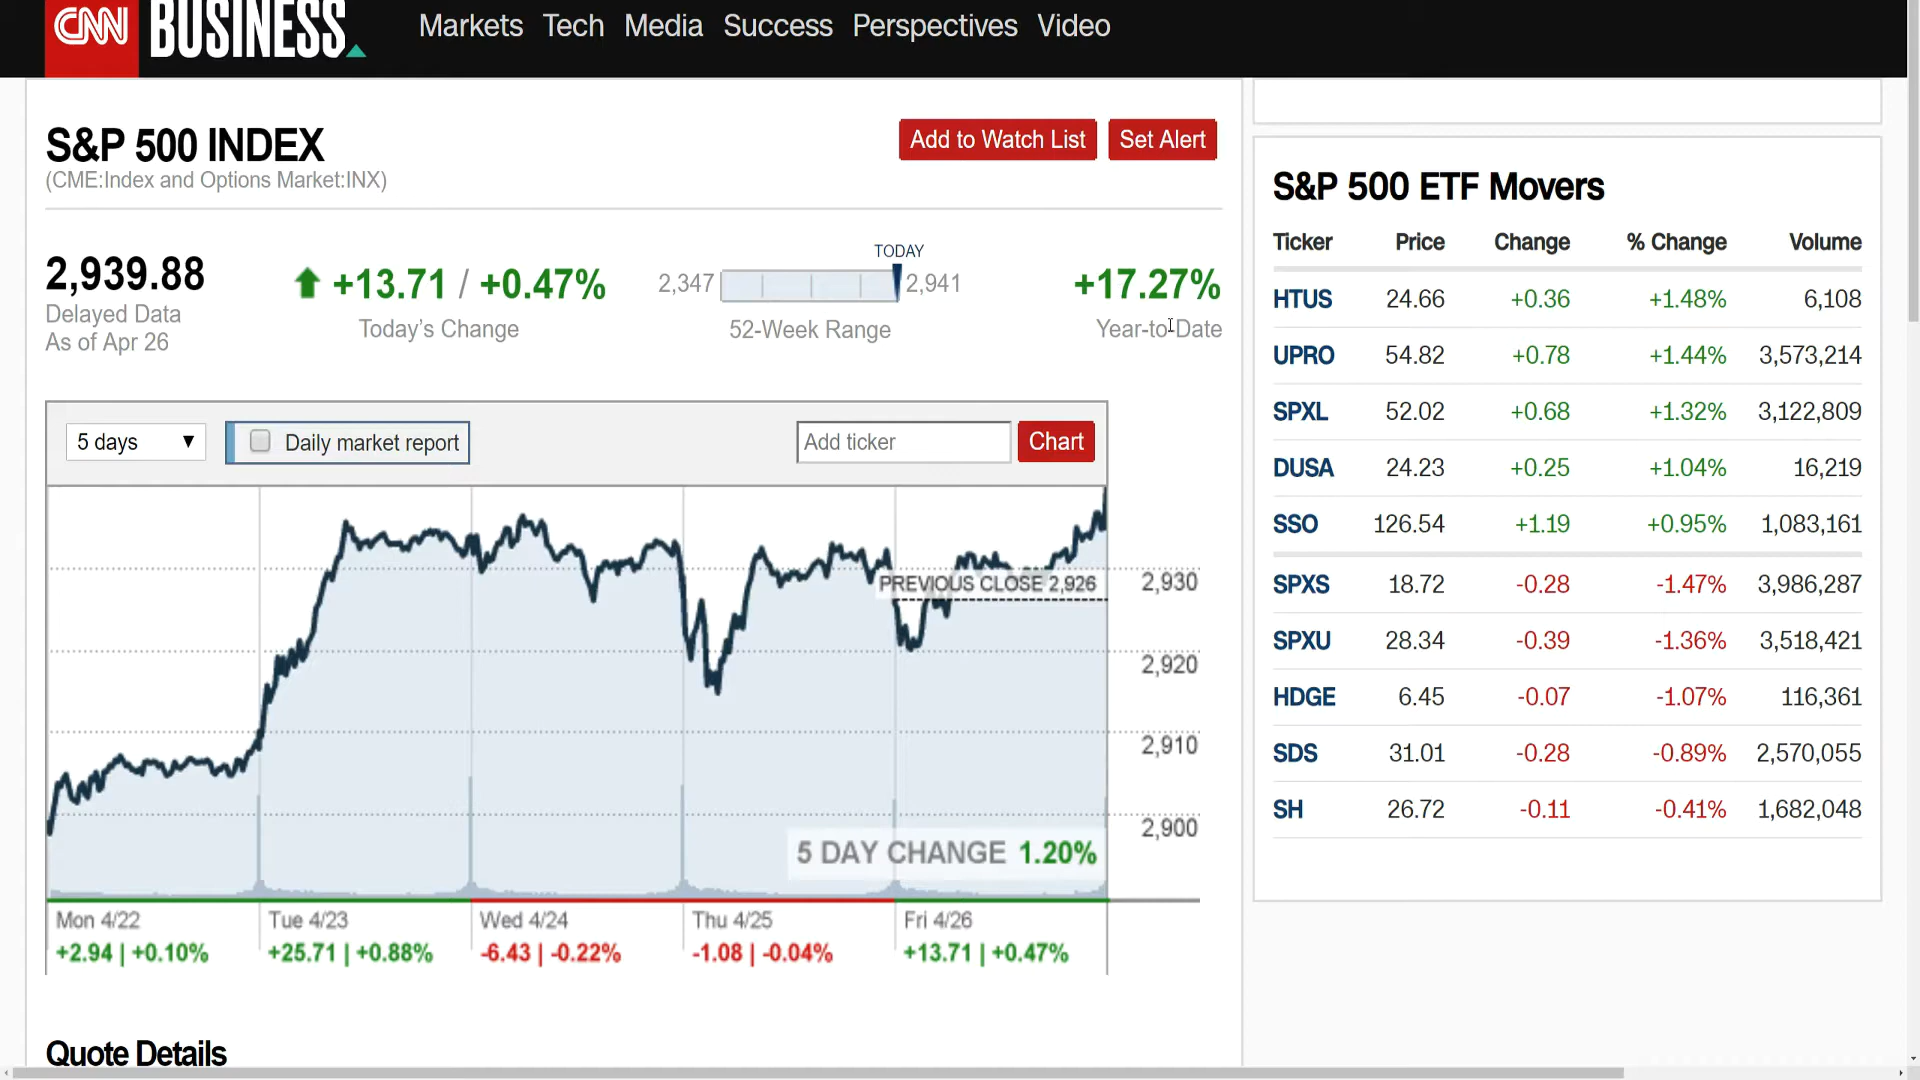 CNN BUSINESS
Markets Tech Media Success Perspectives Video
S&P 500 INDEX
(CME:Index and Options Market:INX)
Add to Watch List Set Alert
2,939.88
Delayed Data
As of Apr 26
+13.71 / +0.47%
Today's Change
TODAY
2,347 2,941
52-Week Range
+17.27%
Year-to-Date
5 days ▼ Daily market report Add ticker Chart
PREVIOUS CLOSE 2,926
2,930
2,920
2,910
2,900
5 DAY CHANGE 1.20%
Mon 4/22 Tue 4/23 Wed 4/24 Thu 4/25 Fri 4/26
+2.94 | +0.10% +25.71 | +0.88% -6.43 | -0.22% -1.08 | -0.04% +13.71 | +0.47%
Quote Details
S&P 500 ETF Movers
Ticker Price Change % Change Volume
HTUS 24.66 +0.36 +1.48% 6,108
UPRO 54.82 +0.78 +1.44% 3,573,214
SPXL 52.02 +0.68 +1.32% 3,122,809
DUSA 24.23 +0.25 +1.04% 16,219
SSO 126.54 +1.19 +0.95% 1,083,161
SPXS 18.72 -0.28 -1.47% 3,986,287
SPXU 28.34 -0.39 -1.36% 3,518,421
HDGE 6.45 -0.07 -1.07% 116,361
SDS 31.01 -0.28 -0.89% 2,570,055
SH 26.72 -0.11 -0.41% 1,682,048